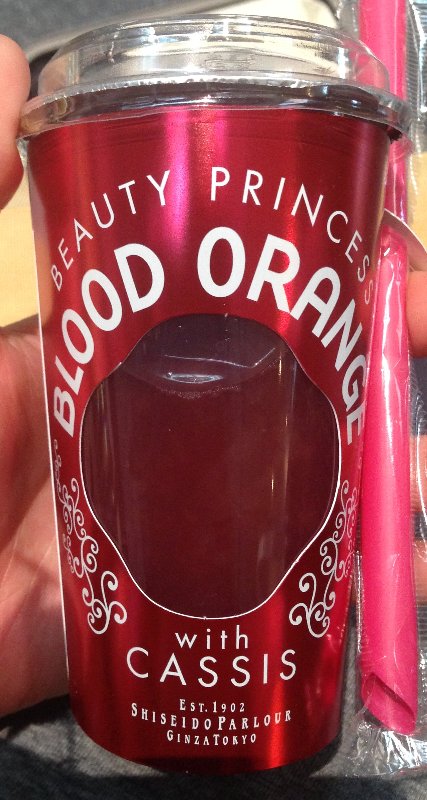 BEAUTY PRINCESS
BLOOD ORANGE
with
CASSIS
EST. 1902
SHISEIDO PARLOUR
GINZA TOKYO